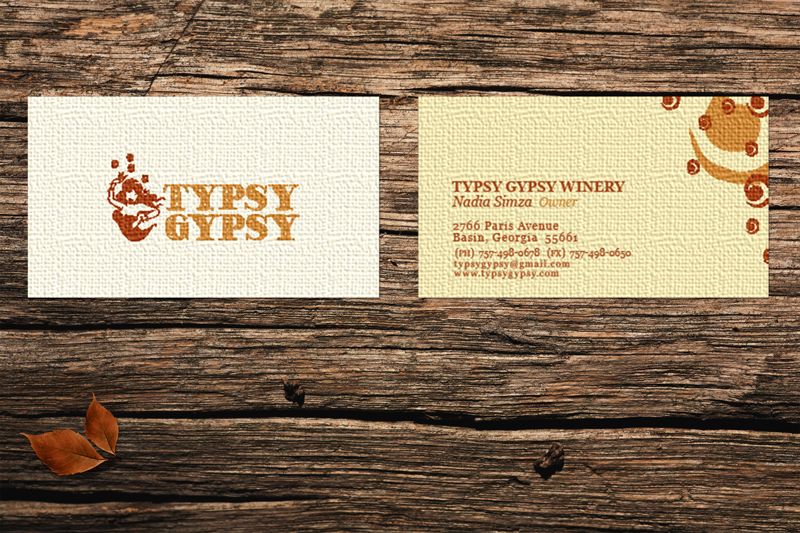 TYPSY
GYPSY
TYPSY GYPSY WINERY
Nadia Simza Owner
2766 Paris Avenue
Basin, Georgia 55661
(PH) 757-498-0678 (FX) 757-498-0650
typsygypsy@gmail.com
www.typsygypsy.com